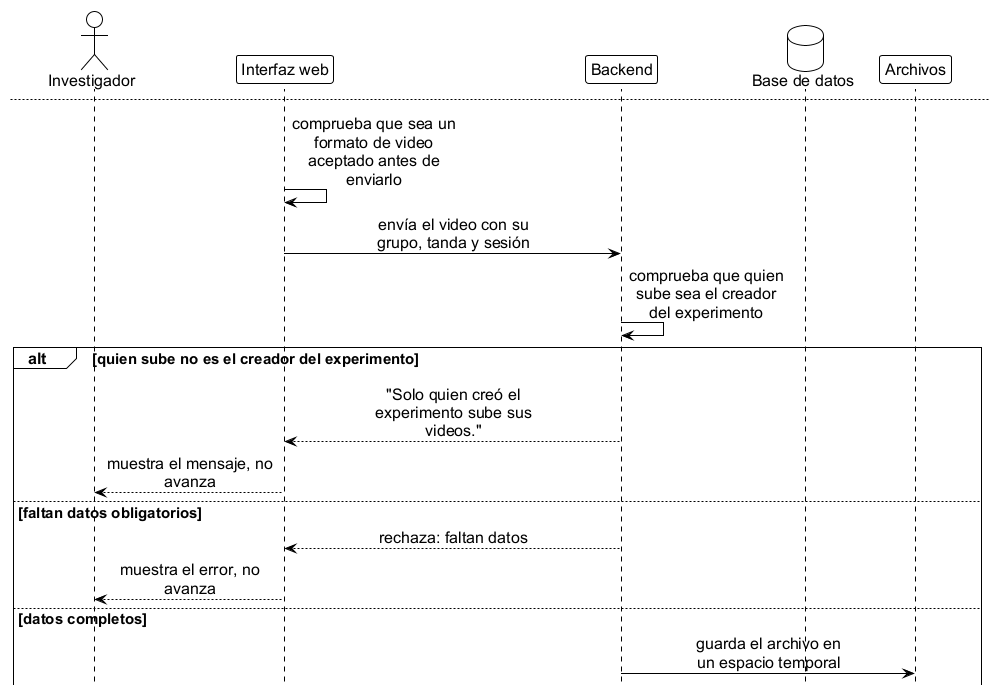 Investigador
Interfaz web
Backend
Base de datos
Archivos
comprueba que sea un
formato de video
aceptado antes de
enviarlo
envía el video con su
grupo, tanda y sesión
comprueba que quien
sube sea el creador
del experimento
alt
[quien sube no es el creador del experimento]
"Solo quien creó el
experimento sube sus
videos."
muestra el mensaje, no
avanza
[faltan datos obligatorios]
rechaza: faltan datos
muestra el error, no
avanza
[datos completos]
guarda el archivo en
un espacio temporal